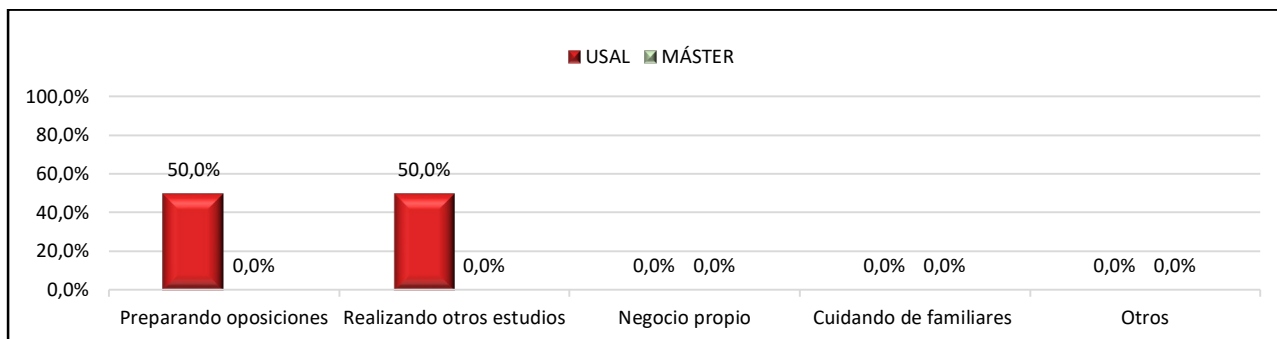 USAL MÁSTER
100,0%
80,0%
60,0%
40,0%
20,0%
0,0%
50,0% 0,0% 50,0% 0,0% 0,0% 0,0% 0,0% 0,0% 0,0% 0,0%
Preparando oposiciones Realizando otros estudios Negocio propio Cuidando de familiares Otros